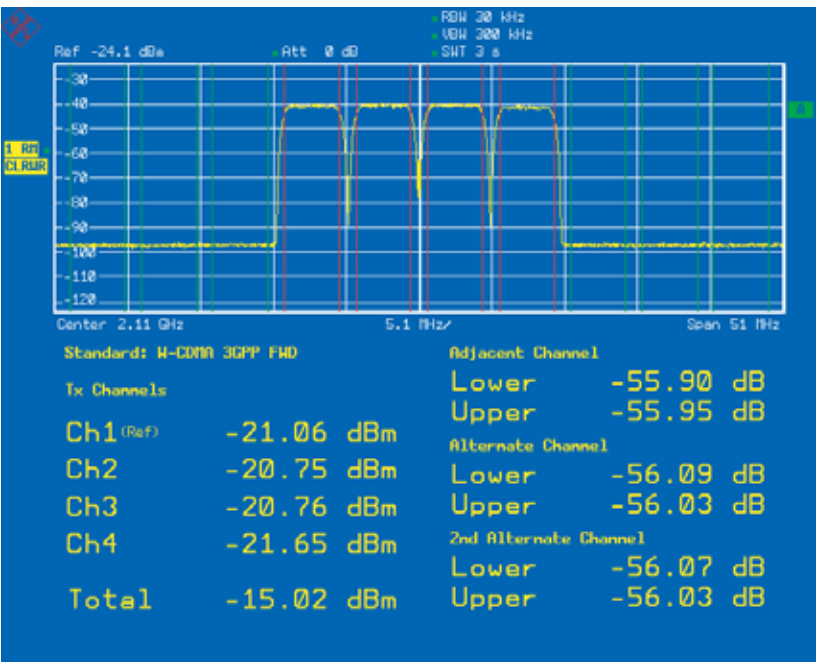 RBW 30 kHz
VBW 300 kHz
Ref -24.1 dBm Att 0 dB SWT 3 s
-30
-40
A
-50
1 RM
-60
CLRWR
-70
-80
-90
-100
-110
-120
Center 2.11 GHz 5.1 MHz/ Span 51 MHz
Standard: W-CDMA 3GPP FWD
Tx Channels
Ch1 (Ref) -21.06 dBm
Ch2 -20.75 dBm
Ch3 -20.76 dBm
Ch4 -21.65 dBm
Total -15.02 dBm
Adjacent Channel
Lower -55.90 dB
Upper -55.95 dB
Alternate Channel
Lower -56.09 dB
Upper -56.03 dB
2nd Alternate Channel
Lower -56.07 dB
Upper -56.03 dB